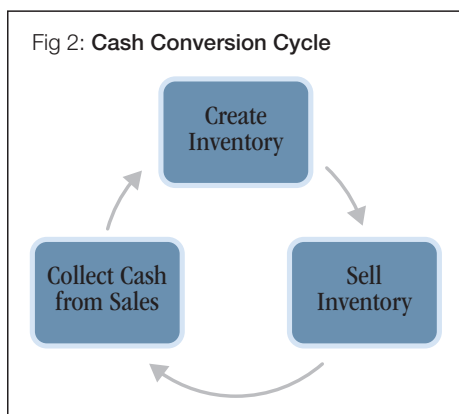 Fig 2: Cash Conversion Cycle
Create
Inventory
Sell
Inventory
Collect Cash
from Sales